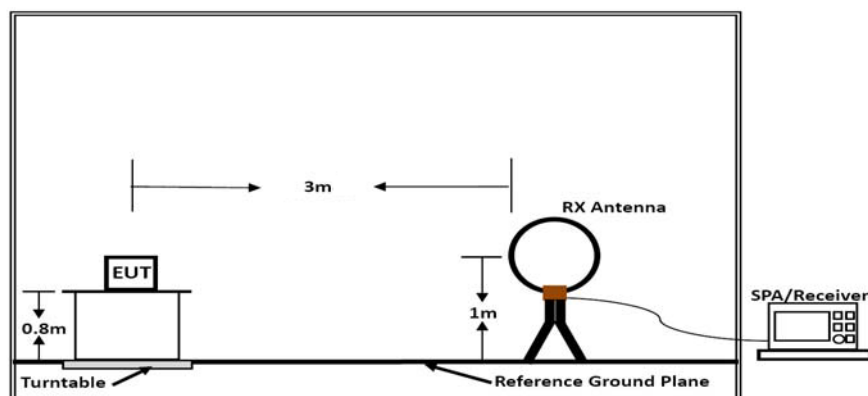 3m
RX Antenna
EUT
SPA/Receiver
0.8m
1m
Turntable
Reference Ground Plane